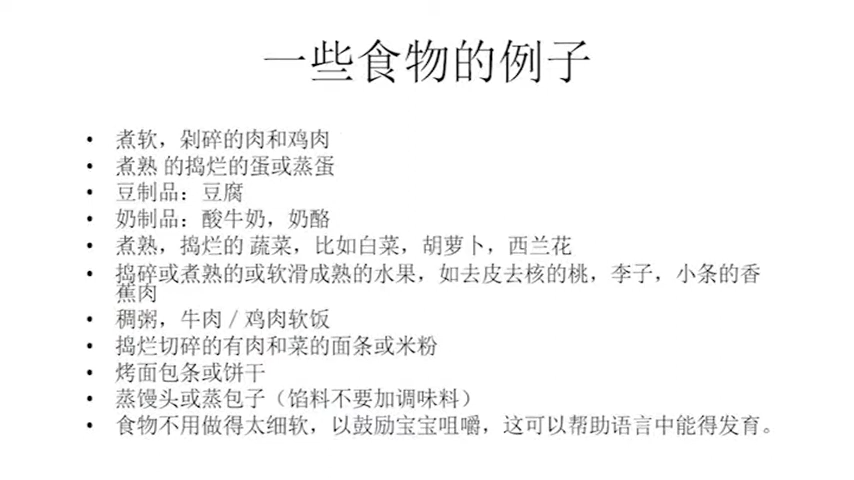 一些食物的例子
• 煮软，剁碎的肉和鸡肉
• 煮熟 的捣烂的蛋或蒸蛋
• 豆制品：豆腐
• 奶制品：酸牛奶，奶酪
• 煮熟，捣烂的 蔬菜，比如白菜，胡萝卜，西兰花
• 捣碎或煮熟的或软滑成熟的水果，如去皮去核的桃，李子，小条的香
蕉肉
• 稠粥，牛肉／鸡肉软饭
• 捣烂切碎的有肉和菜的面条或米粉
• 烤面包条或饼干
• 蒸馒头或蒸包子（馅料不要加调味料）
• 食物不用做得太细软，以鼓励宝宝咀嚼，这可以帮助语言中能得发育。